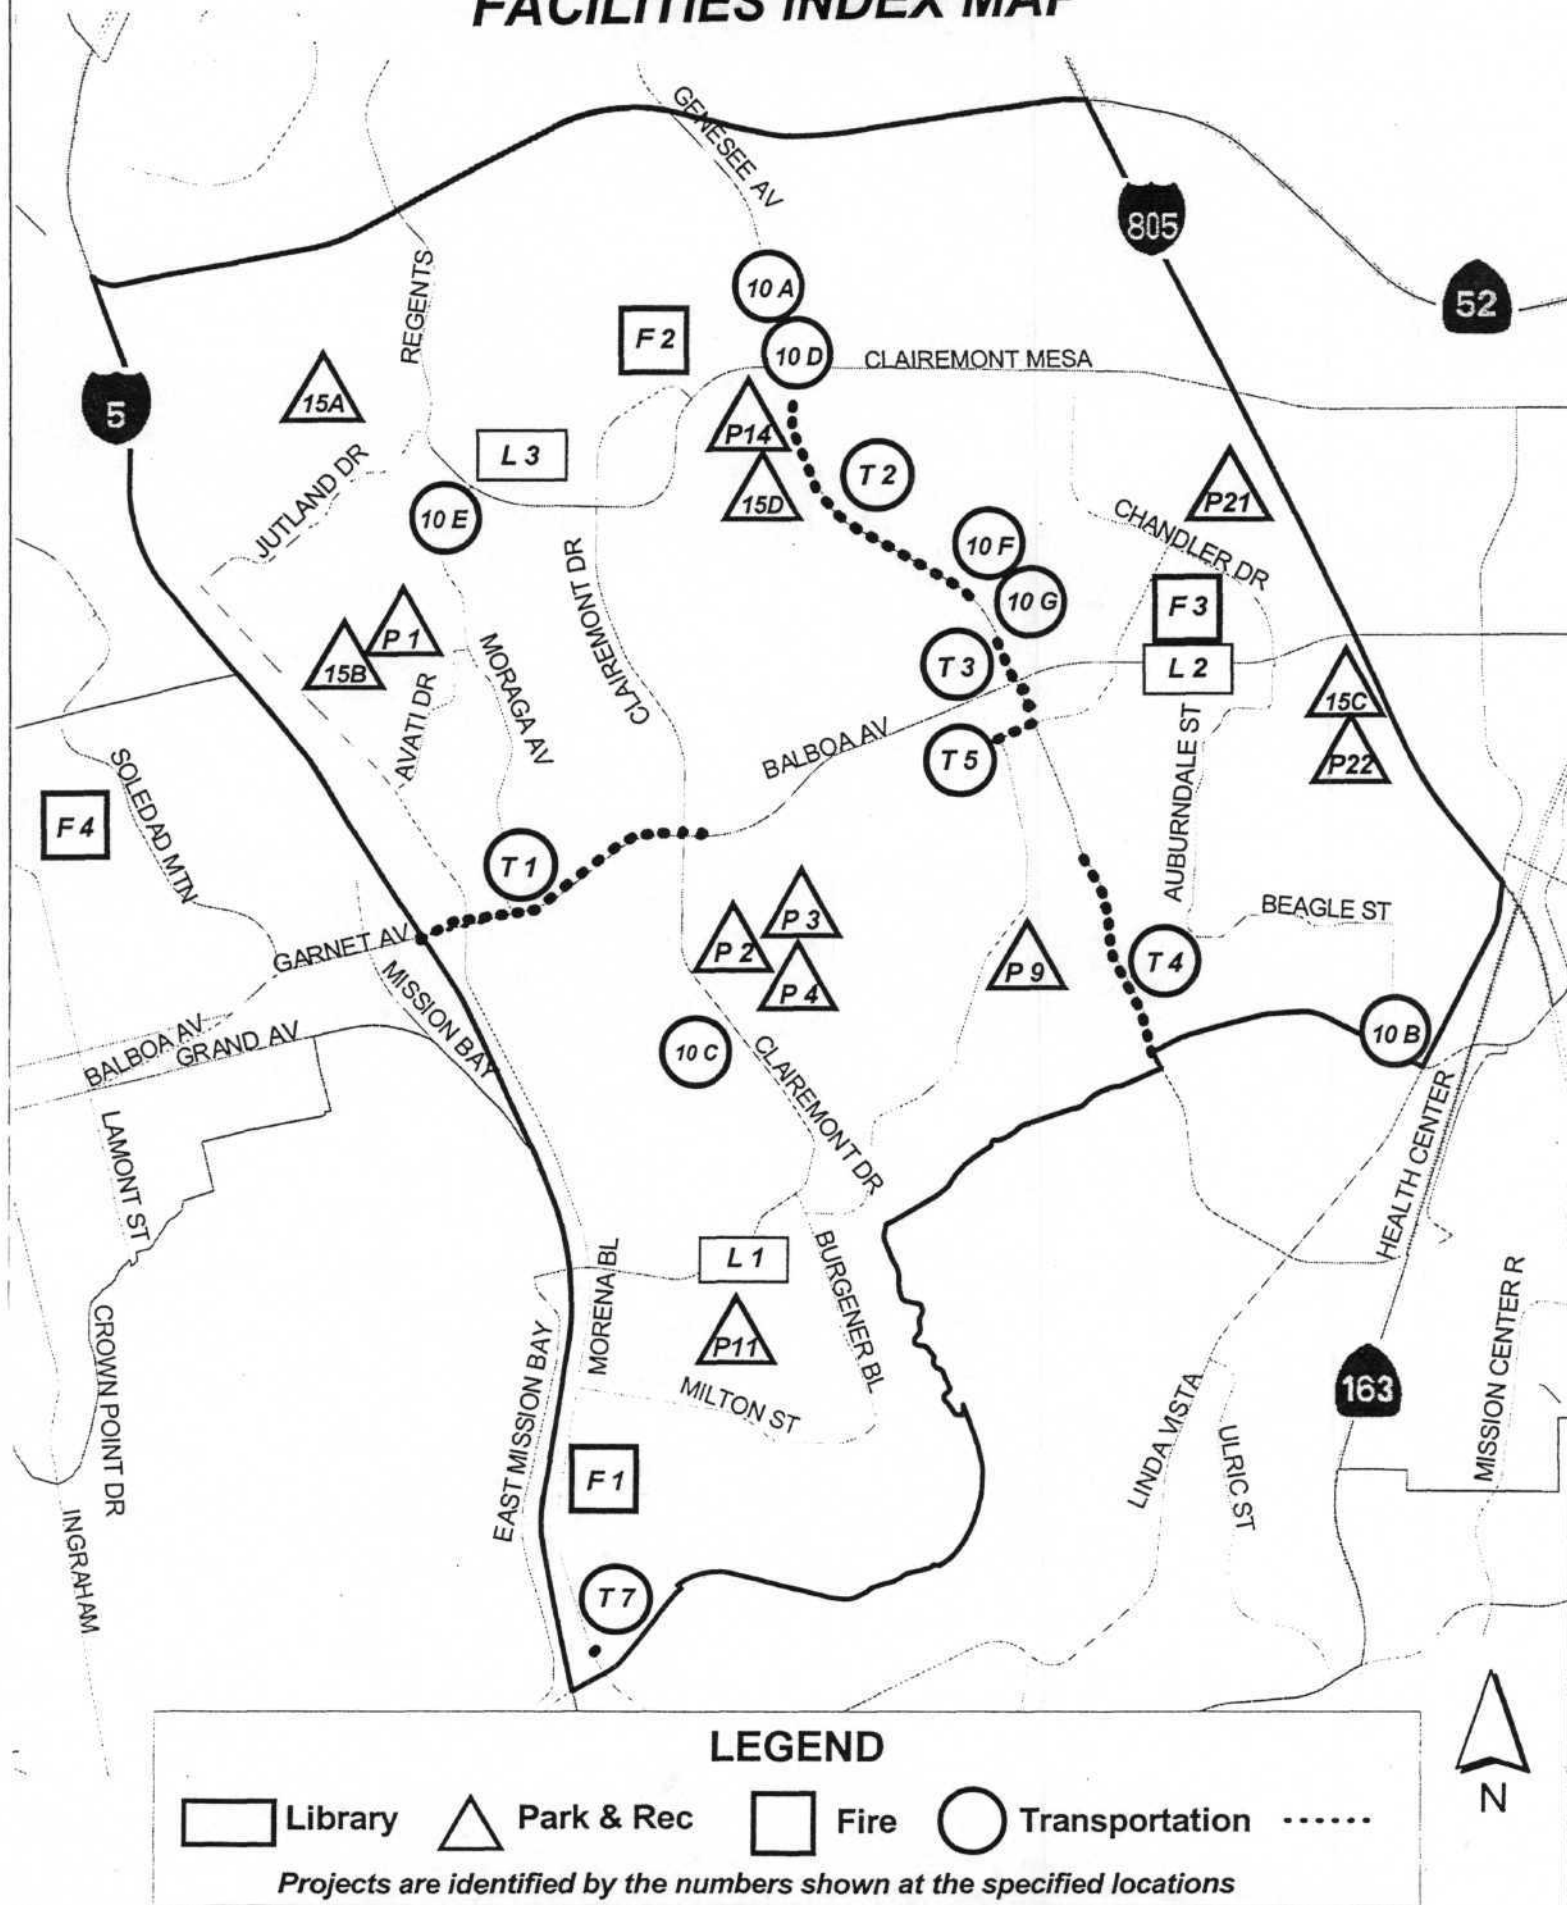 FACILITIES INDEX MAP
GENESEE AV
805
52
REGENTS
10 A
F 2
10 D
CLAIREMONT MESA
5
15A
P14
L 3
JUTLAND DR
T 2
15D
P21
10 E
CHANDLER DR
10 F
CLAIREMONT DR
10 G
F 3
P 1
15B
MORAGA AV
T 3
L 2
AVATI DR
15C
BALBOA AV
T 5
AUBURNDALE ST
P22
SOLEDAD MTN
F 4
T 1
P 3
BEAGLE ST
GARNET AV
P 2
P 9
T 4
MISSION BAY
P 4
BALBOA AV
GRAND AV
10 C
10 B
CLAIREMONT DR
LAMONT ST
HEALTH CENTER
L 1
MORENA BL
BURGENER BL
P11
CROWN POINT DR
EAST MISSION BAY
MILTON ST
MISSION CENTER R
163
LINDA VISTA
ULRIC ST
F 1
INGRAHAM
T 7
LEGEND
Library Park & Rec Fire Transportation
N
Projects are identified by the numbers shown at the specified locations